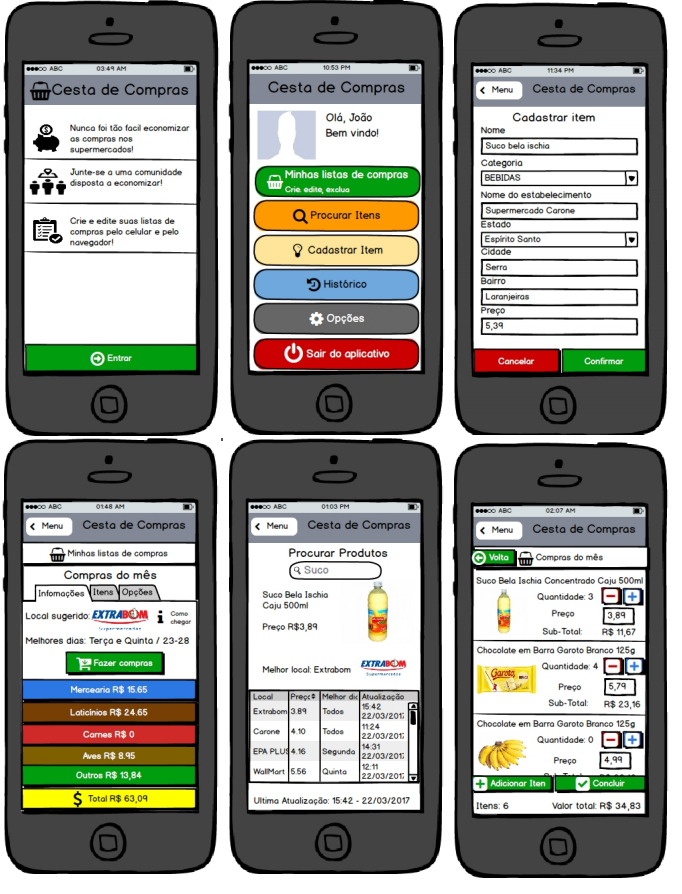 ABC 03:49 AM
Cesta de Compras
Nunca foi tão facil economizar
as compras nos
supermercados!
Junte-se a uma comunidade
disposta a economizar!
Crie e edite suas listas de
compras pelo celular e pelo
navegador!
Entrar
ABC 10:53 PM
Cesta de Compras
Olá, João
Bem vindo!
Minhas listas de compras
Crie, edite, exclua
Procurar Itens
Cadastrar Item
Histórico
Opções
Sair do aplicativo
ABC 11:34 PM
Menu Cesta de Compras
Cadastrar item
Nome
Suco bela ischia
Categoria
BEBIDAS
Nome do estabelecimento
Supermercado Carone
Estado
Espírito Santo
Cidade
Serra
Bairro
Laranjeiras
Preço
5,39
Cancelar Confirmar
ABC 01:48 AM
Menu Cesta de Compras
Minhas listas de compras
Compras do mês
Infomações Itens Opções
Local sugerido: EXTRABOM Como
Supermercados chegar
Melhores dias: Terça e Quinta / 23-28
Fazer compras
Mercearia R$ 15.65
Laticínios R$ 24.65
Carnes R$ 0
Aves R$ 8.95
Outros R$ 13,84
$ Total R$ 63,09
ABC 01:03 PM
Menu Cesta de Compras
Procurar Produtos
Suco
Suco Bela Ischia
Caju 500ml
Preço R$3,89
Melhor local: Extrabom EXTRABOM
Supermercados
Local Preço Melhor dia Atualização
Extrabom 3.89 Todos 15:42
22/03/2017
Carone 4.10 Todos 11:24
22/03/2017
EPA PLUS 4.16 Segunda 14:31
22/03/2017
WallMart 5.56 Quinta 12:11
22/03/2017
Ultima Atualização: 15:42 - 22/03/2017
ABC 02:07 AM
Menu Cesta de Compras
Volta Compras do mês
Suco Bela Ischia Concentrado Caju 500ml
Quantidade: 3
Preço 3,89
Sub-Total: R$ 11,67
Chocolate em Barra Garoto Branco 125g
Garoto
Quantidade: 4
Preço 5,79
Sub-Total: R$ 23,16
Chocolate em Barra Garoto Branco 125g
Quantidade: 0
Preço 4,99
Adicionar Iten Concluir
Itens: 6 Valor total: R$ 34,83